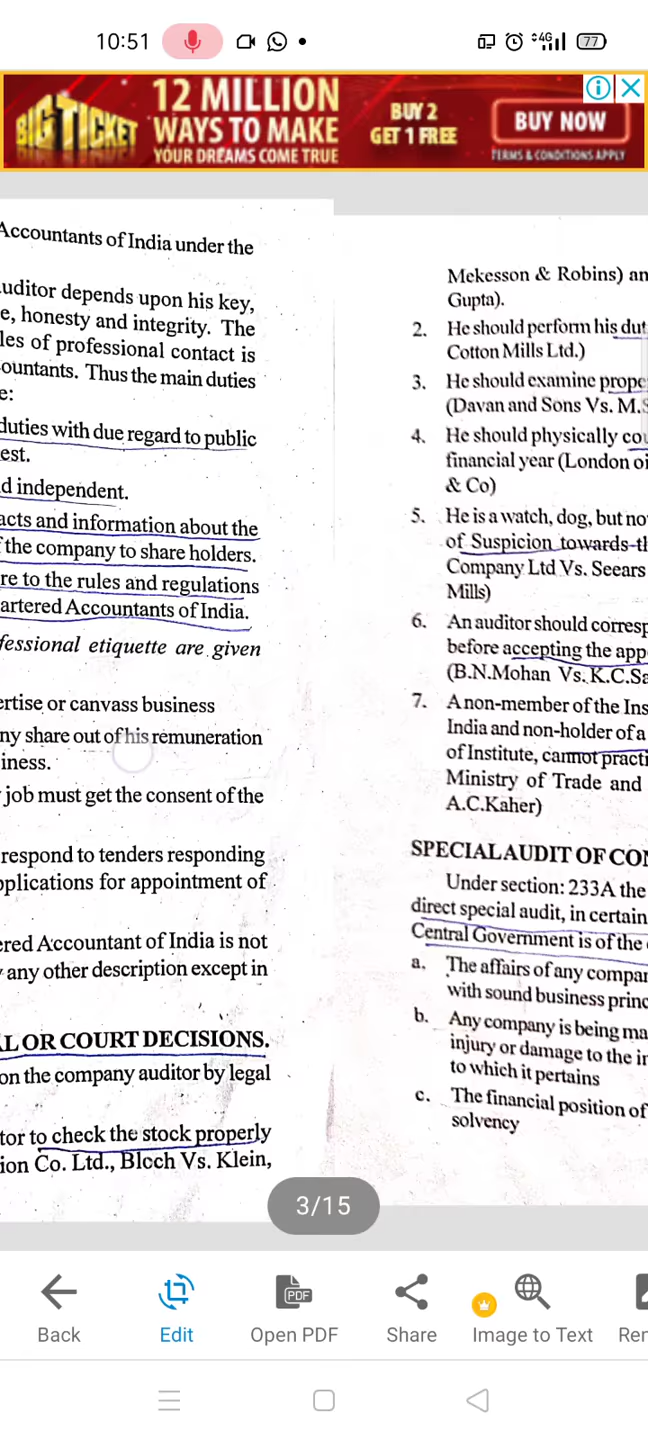 10:51
4G
77
BIG TICKET
12 MILLION
WAYS TO MAKE
YOUR DREAMS COME TRUE
BUY 2
GET 1 FREE
BUY NOW
TERMS & CONDITIONS APPLY
Accountants of India under the
uditor depends upon his key,
e, honesty and integrity. The
les of professional contact is
ountants. Thus the main duties
e:
duties with due regard to public
est.
d independent.
acts and information about the
f the company to share holders.
re to the rules and regulations
artered Accountants of India.
fessional etiquette are given
ertise or canvass business
ny share out of his remuneration
iness.
job must get the consent of the
respond to tenders responding
pplications for appointment of
ered Accountant of India is not
any other description except in
L OR COURT DECISIONS.
on the company auditor by legal
tor to check the stock properly
ion Co. Ltd., Blcch Vs. Klein,
Mckesson & Robins) an
Gupta).
2. He should perform his dut
Cotton Mills Ltd.)
3. He should examine prope
(Davan and Sons Vs. M.S
4. He should physically cou
financial year (London oi
& Co)
5. He is a watch, dog, but no
of Suspicion towards th
Company Ltd Vs. Seears
Mills)
6. An auditor should corresp
before accepting the app
(B.N.Mohan Vs. K.C.Sa
7. A non-member of the Ins
India and non-holder of a
of Institute, cannot practi
Ministry of Trade and
A.C.Kaher)
SPECIAL AUDIT OF COM
Under section: 233A the
direct special audit, in certain
Central Government is of the
a. The affairs of any compan
with sound business princ
b. Any company is being ma
injury or damage to the in
to which it pertains
c. The financial position of
solvency
3/15
Back
Edit
PDF
Open PDF
Share
Image to Text
Ren